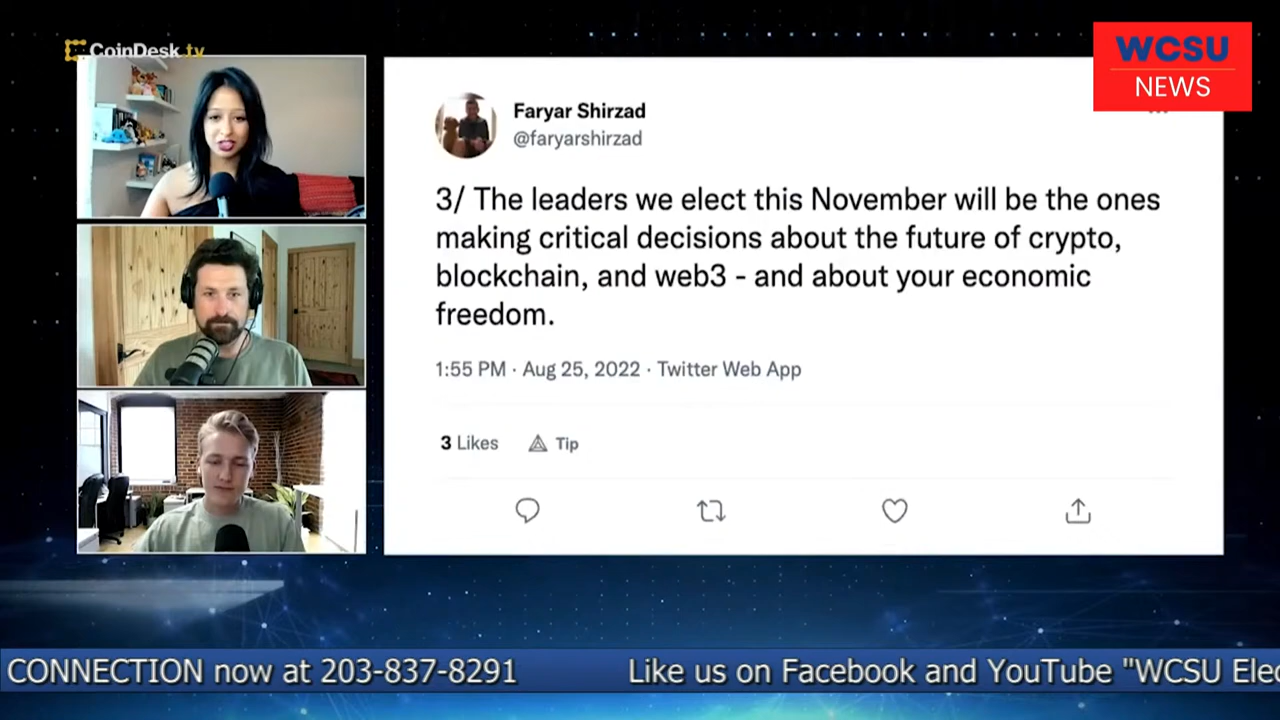 CoinDesk.tv
WCSU
NEWS
Faryar Shirzad
@faryarshirzad
3/ The leaders we elect this November will be the ones
making critical decisions about the future of crypto,
blockchain, and web3 - and about your economic
freedom.
1:55 PM · Aug 25, 2022 · Twitter Web App
3 Likes Tip
CONNECTION now at 203-837-8291 Like us on Facebook and YouTube "WCSU Elec